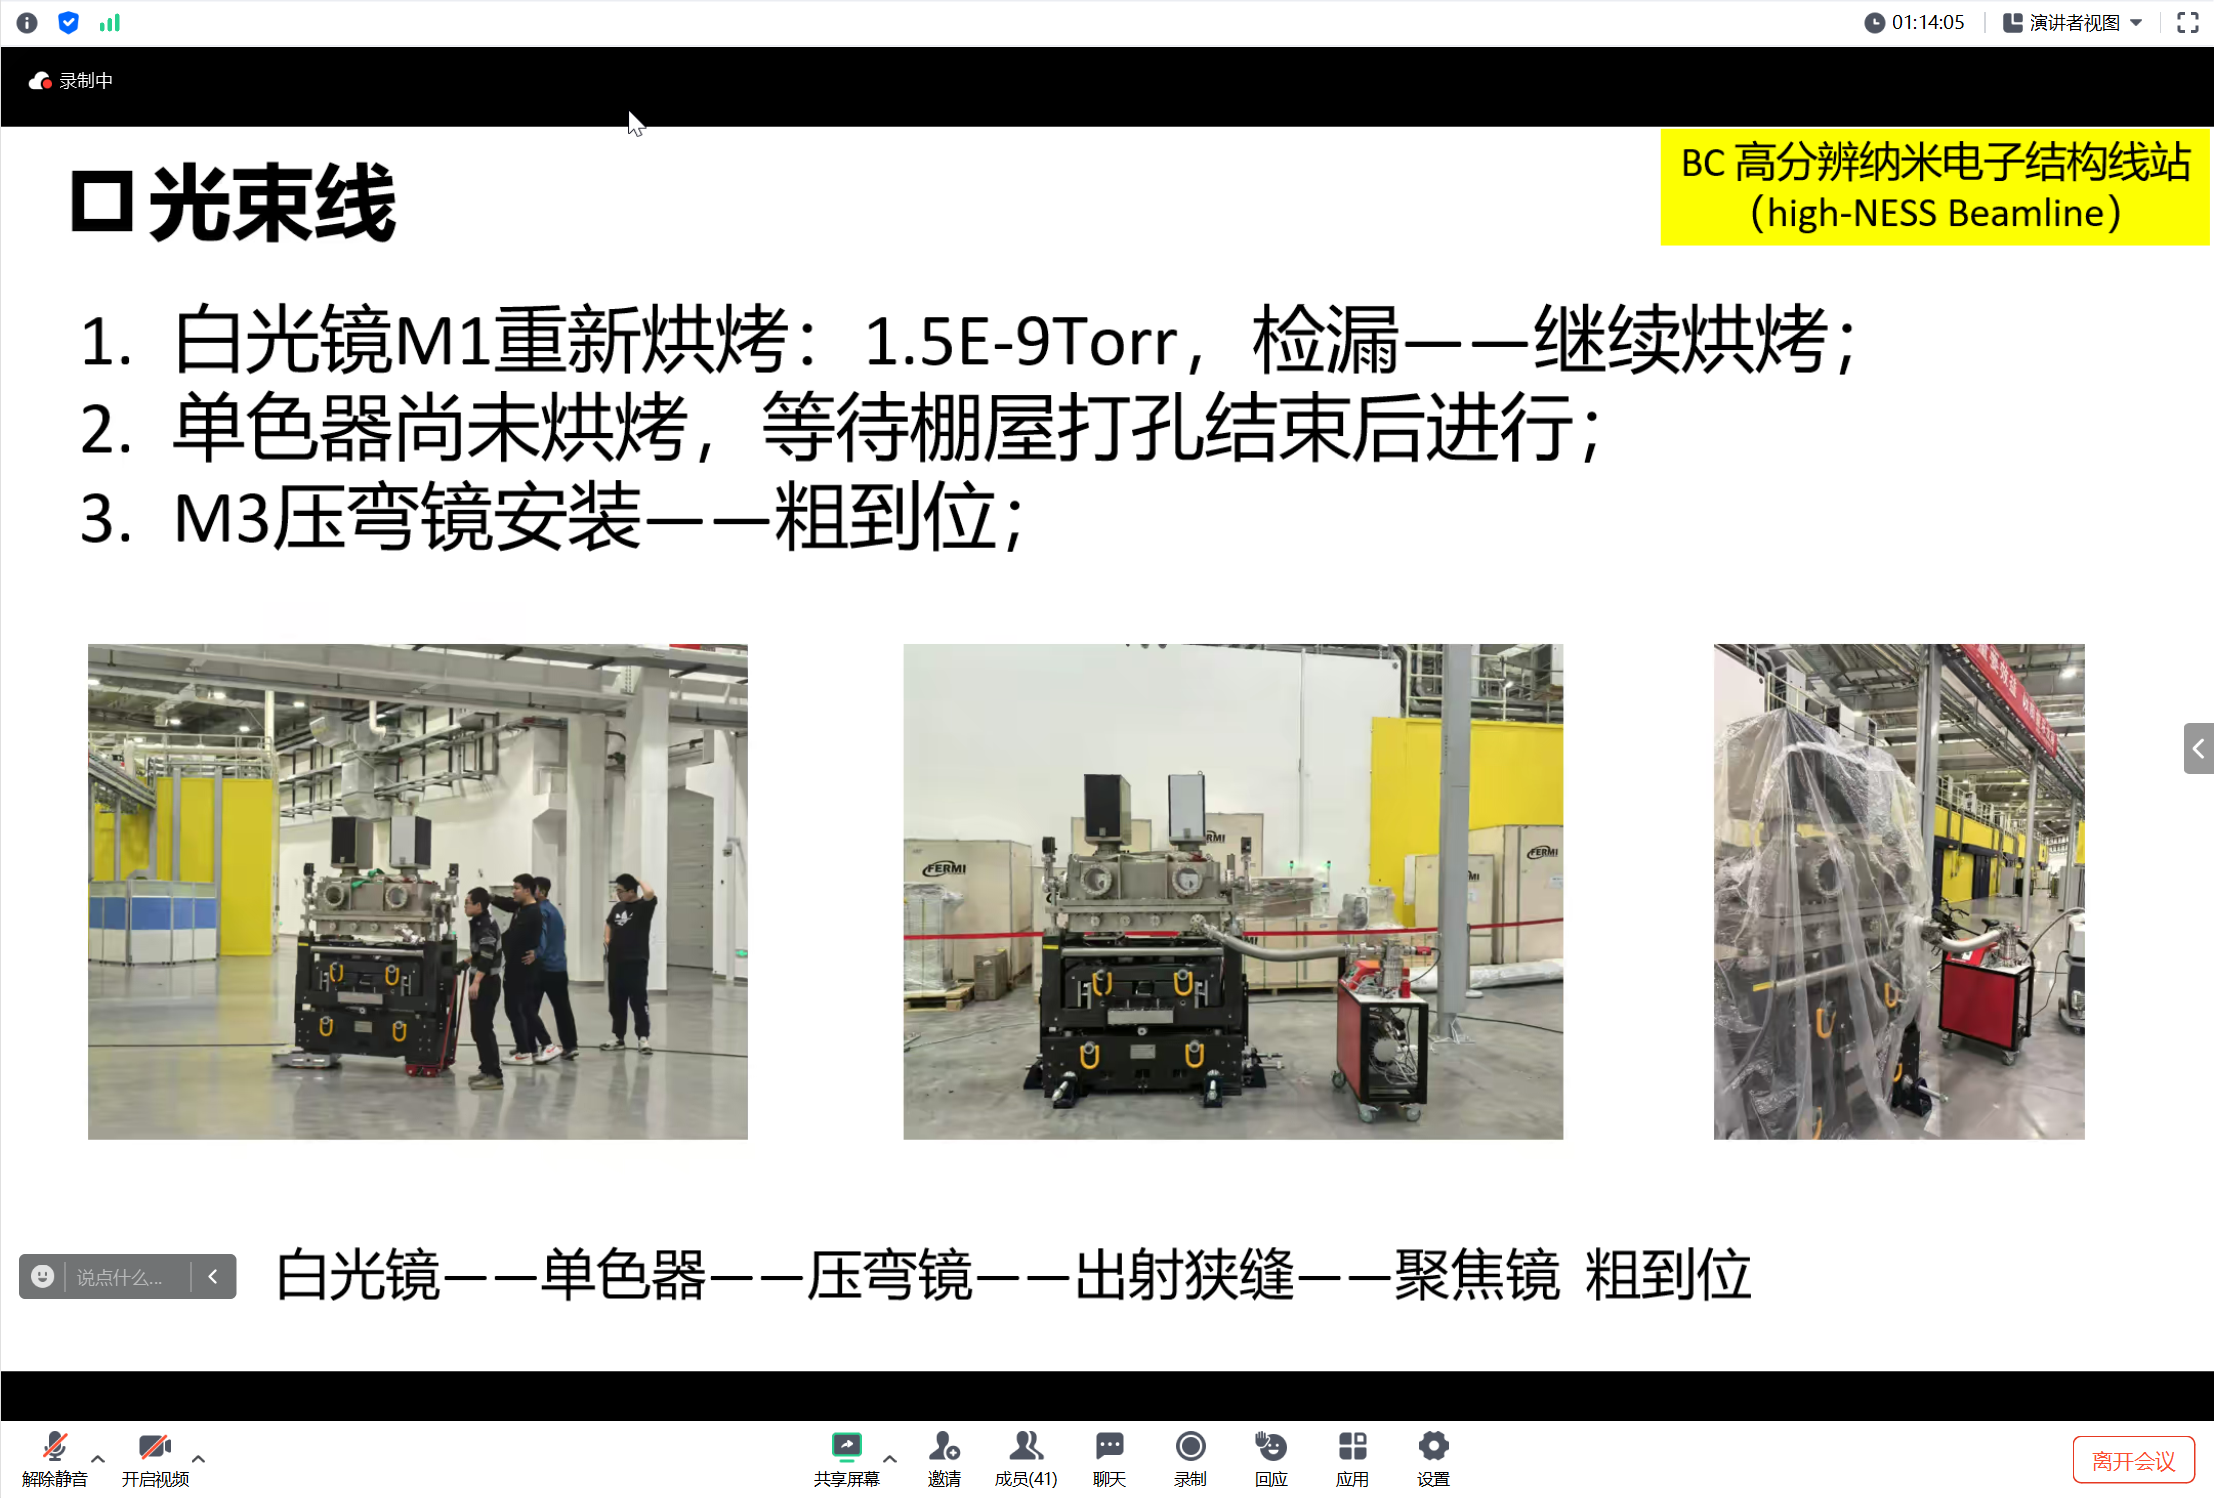 01:14:05
演讲者视图
录制中
BC 高分辨纳米电子结构线站
（high-NESS Beamline）
光束线
1. 白光镜M1重新烘烤：1.5E-9Torr，检漏——继续烘烤；
2. 单色器尚未烘烤，等待棚屋打孔结束后进行；
3. M3压弯镜安装——粗到位；
FERMI
FERMI
说点什么...
白光镜——单色器——压弯镜——出射狭缝——聚焦镜 粗到位
解除静音
开启视频
共享屏幕
邀请
成员(41)
聊天
录制
回应
应用
设置
离开会议